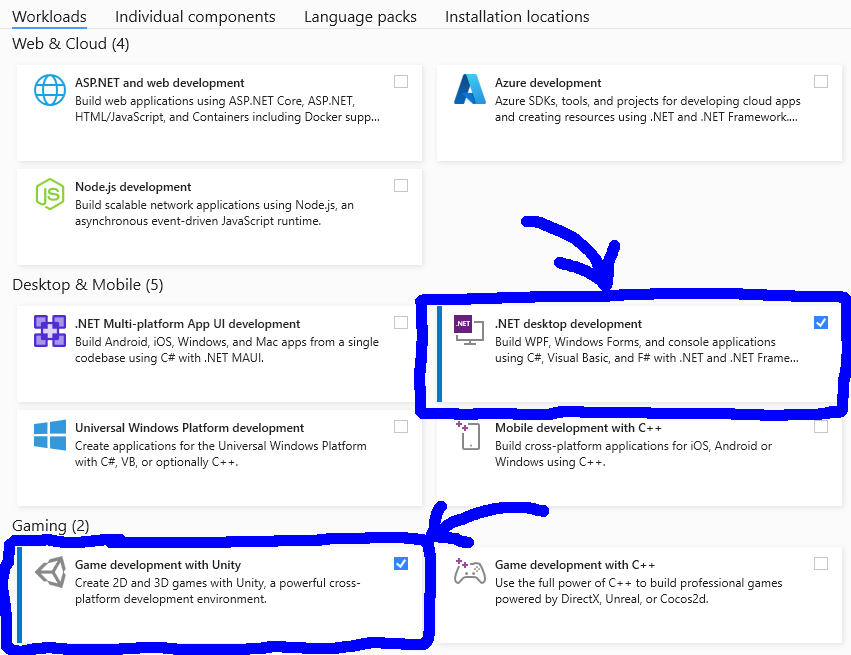 Workloads Individual components Language packs Installation locations
Web & Cloud (4)
ASP.NET and web development
Build web applications using ASP.NET Core, ASP.NET,
HTML/JavaScript, and Containers including Docker supp...
Azure development
Azure SDKs, tools, and projects for developing cloud apps
and creating resources using .NET and .NET Framework....
JS
Node.js development
Build scalable network applications using Node.js, an
asynchronous event-driven JavaScript runtime.
Desktop & Mobile (5)
.NET Multi-platform App UI development
Build Android, iOS, Windows, and Mac apps from a single
codebase using C# with .NET MAUI.
.NET
.NET desktop development
Build WPF, Windows Forms, and console applications
using C#, Visual Basic, and F# with .NET and .NET Frame...
Universal Windows Platform development
Create applications for the Universal Windows Platform
with C#, VB, or optionally C++.
Mobile development with C++
Build cross-platform applications for iOS, Android or
Windows using C++.
Gaming (2)
Game development with Unity
Create 2D and 3D games with Unity, a powerful cross-
platform development environment.
Game development with C++
Use the full power of C++ to build professional games
powered by DirectX, Unreal, or Cocos2d.